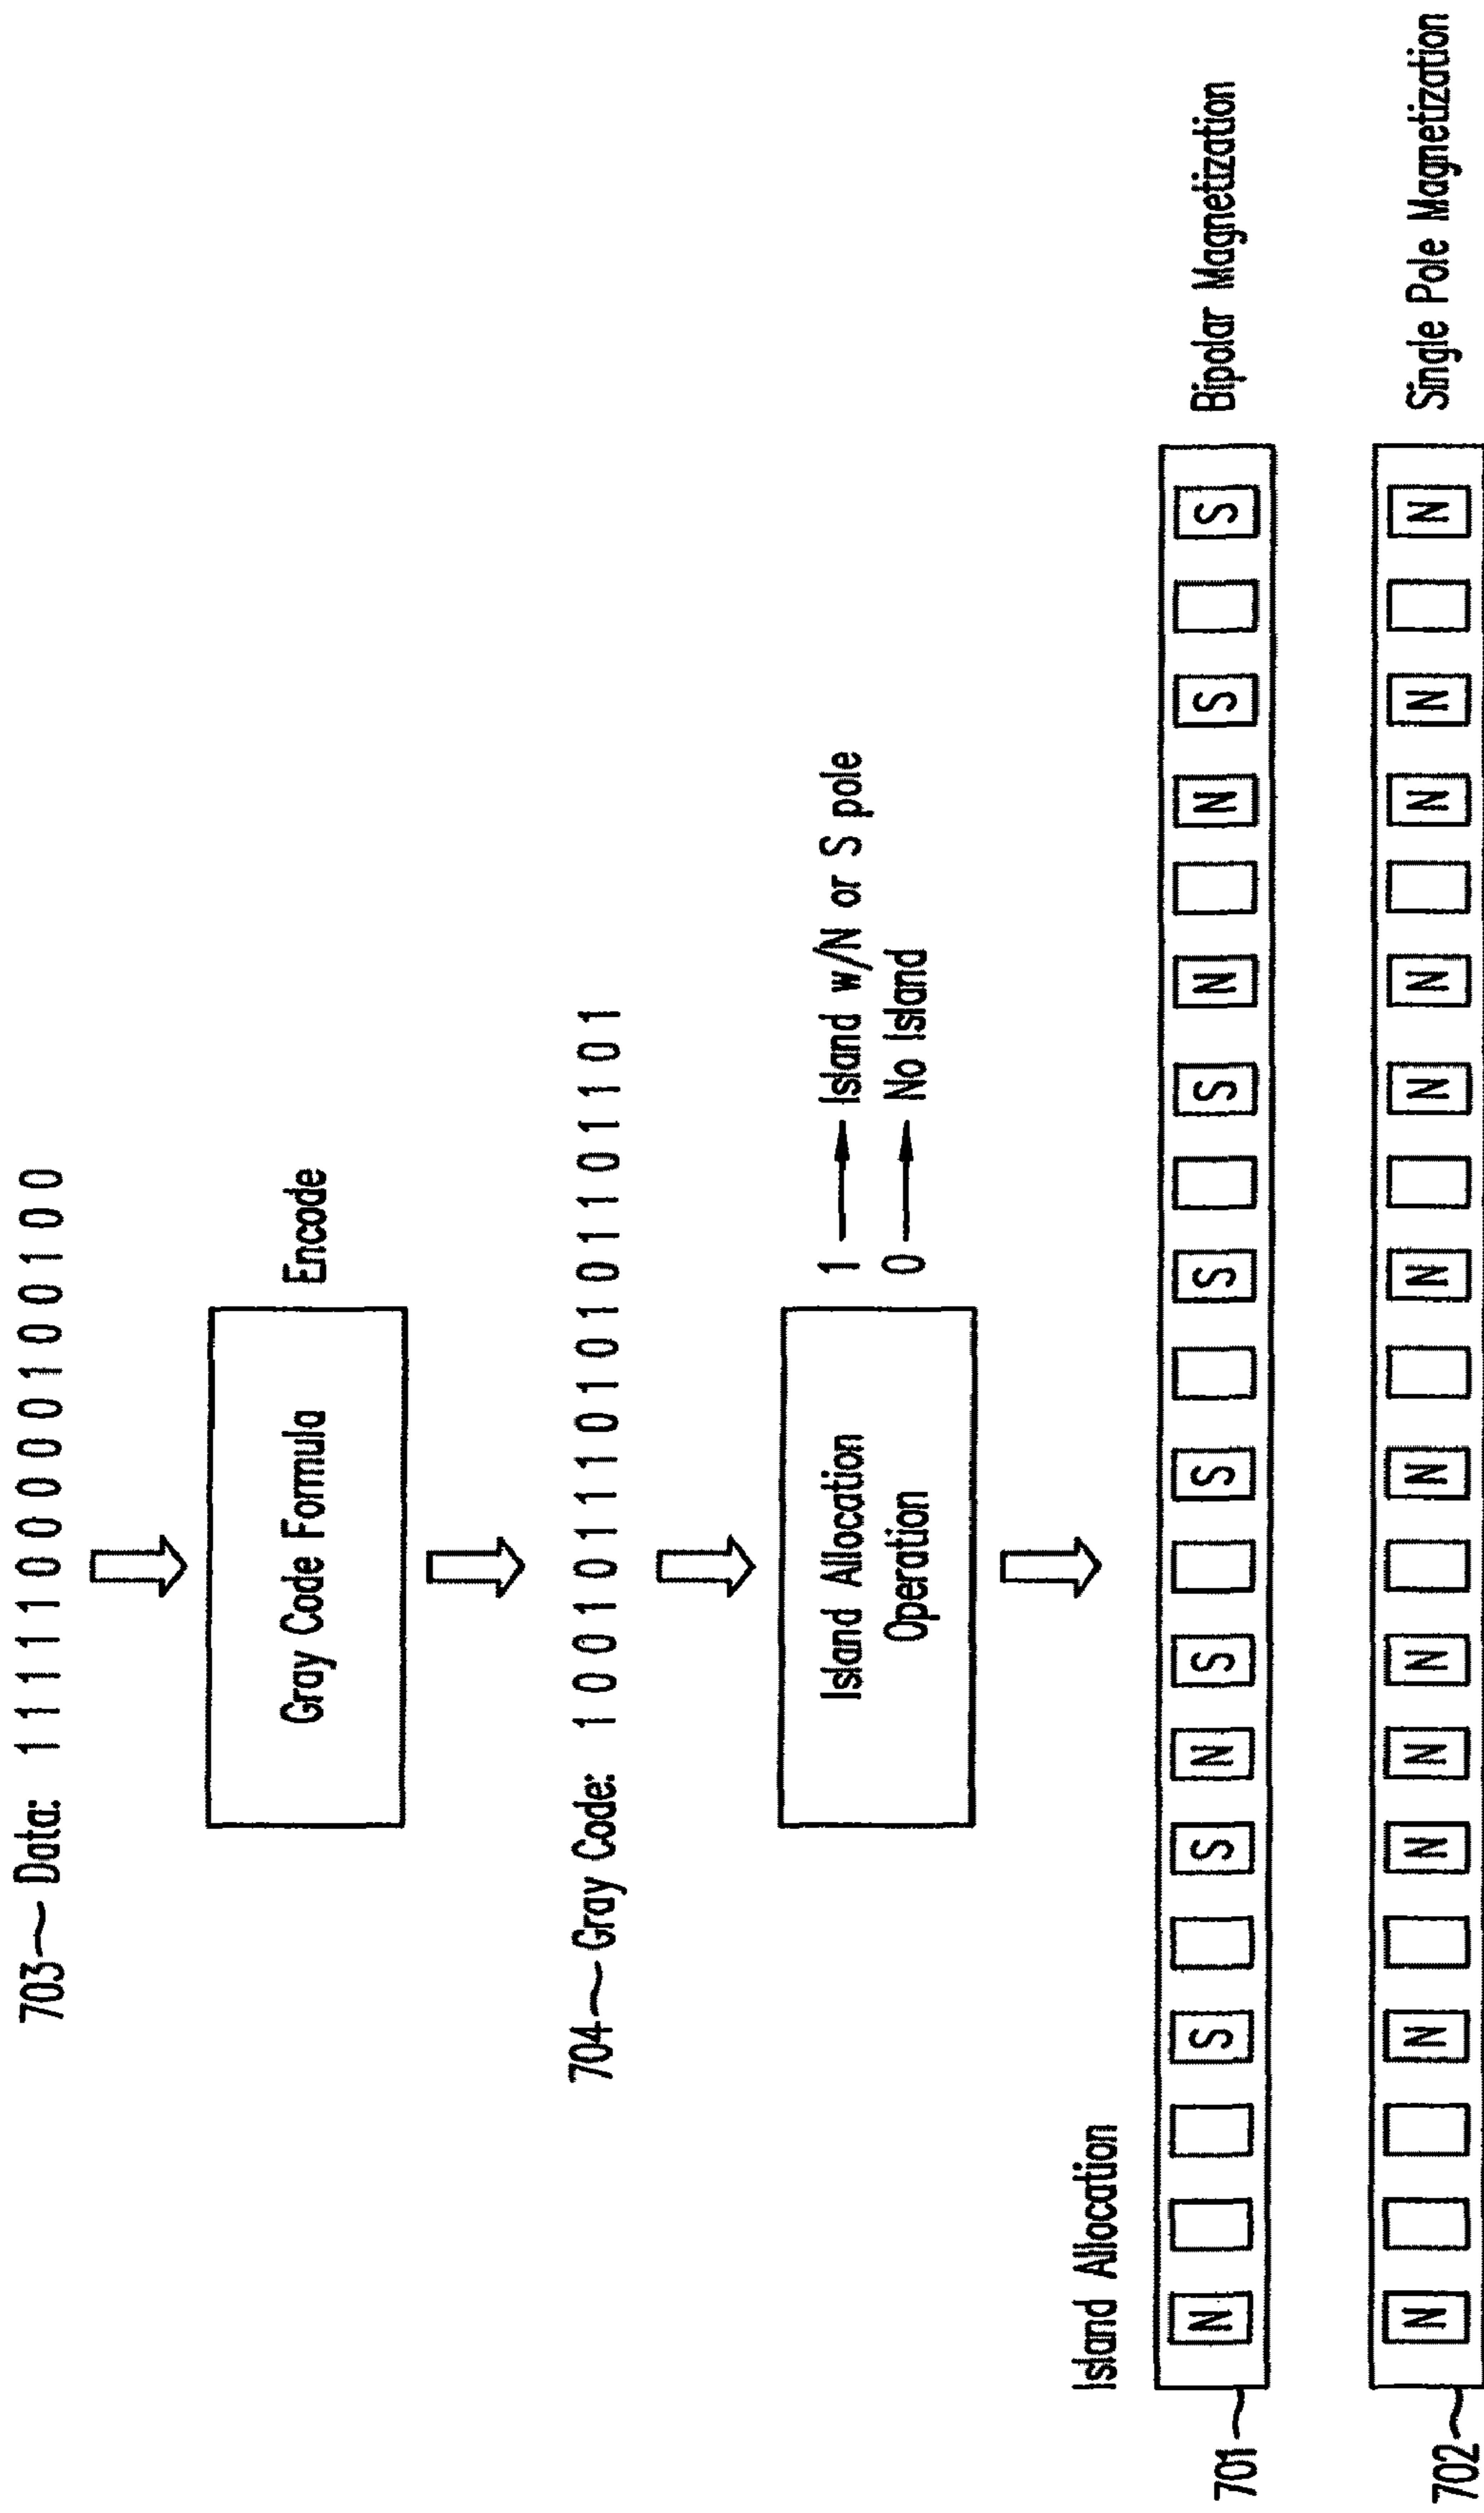 703 Data: 1 1 1 1 1 0 0 0 0 0 1 0 0 1 0 0
Gray Code Formula Encode
704 Gray Code: 1 0 0 1 0 1 1 1 0 1 0 1 0 1 1 0 1 1 0 1
Island Allocation
Operation
1 Island w/N or S pole
0 No Island
Island Allocation
701 N S S N S S S S N N S S Bipolar Magnetization
702 N N N N N N N N N N N N Single Pole Magnetization